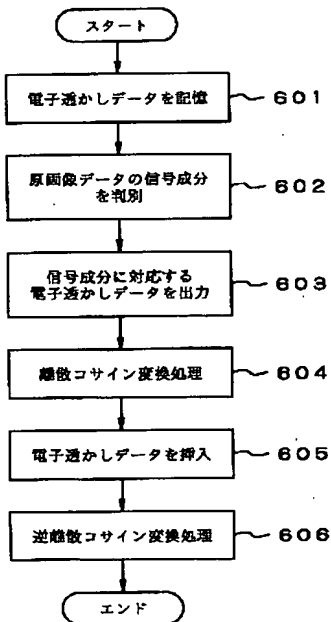 スタート
電子透かしデータを記憶 601
原画像データの信号成分
を判別 602
信号成分に対応する
電子透かしデータを出力 603
離散コサイン変換処理 604
電子透かしデータを挿入 605
逆離散コサイン変換処理 606
エンド